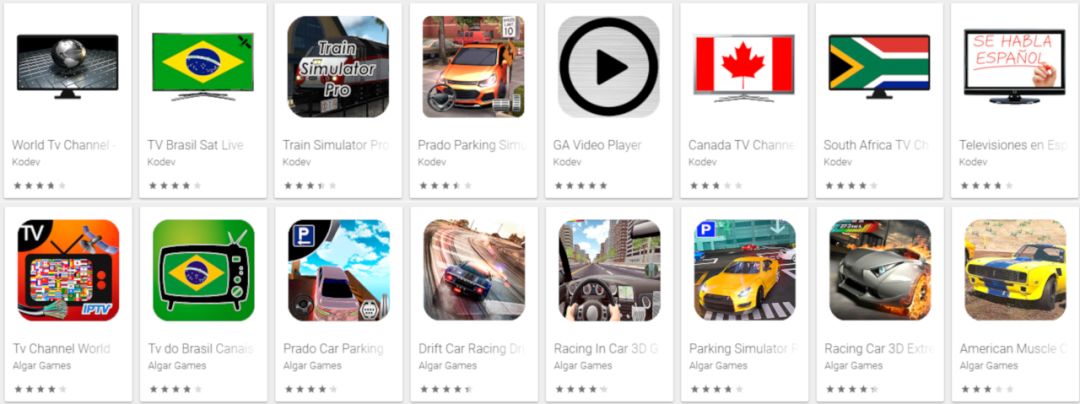 SE HABLA
ESPAÑOL
Train
Simulator
Pro
World Tv Channel -
Kodev
TV Brasil Sat Live
Kodev
Train Simulator Pro
Kodev
Prado Parking Simu
Kodev
GA Video Player
Kodev
Canada TV Channe
Kodev
South Africa TV Ch
Kodev
Televisiones en Esp
Kodev
TV
IPTV
P
P
Tv Channel World
Algar Games
Tv do Brasil Canais
Algar Games
Prado Car Parking
Algar Games
Drift Car Racing Dri
Algar Games
Racing In Car 3D G
Algar Games
Parking Simulator P
Algar Games
Racing Car 3D Extre
Algar Games
American Muscle C
Algar Games